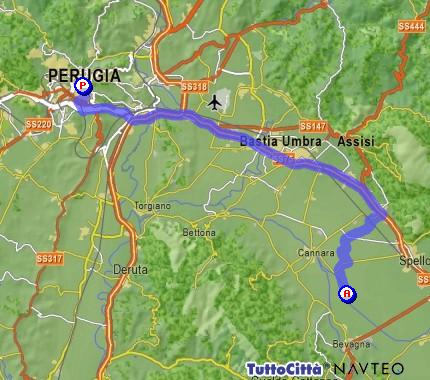 SS444
PERUGIA
P
SS318
SS220
SS147
Bastia Umbra
Assisi
Torgiano
Bettona
Cannara
SS317
Deruta
Spello
A
Bevagna
TuttoCittà
NAVTEQ